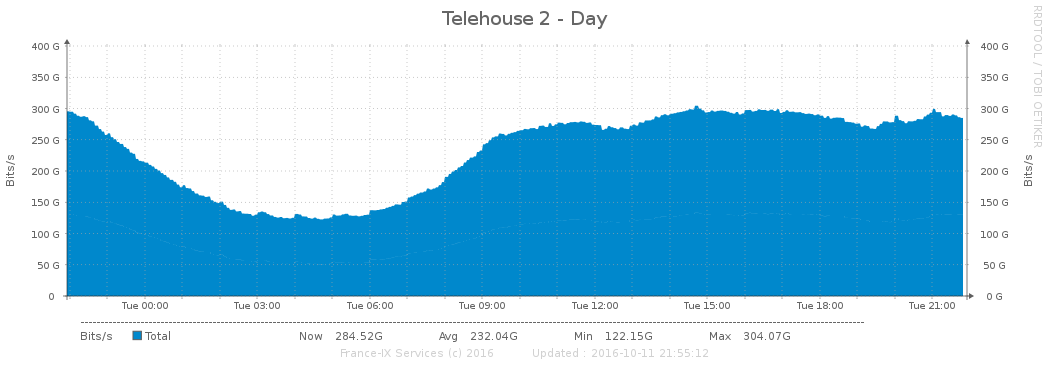 Telehouse 2 - Day
RRDTOOL / TOBI OETIKER
Bits/s
Bits/s
400 G 400 G
350 G 350 G
300 G 300 G
250 G 250 G
200 G 200 G
150 G 150 G
100 G 100 G
50 G 50 G
0 0 G
Tue 00:00 Tue 03:00 Tue 06:00 Tue 09:00 Tue 12:00 Tue 15:00 Tue 18:00 Tue 21:00
Bits/s Total Now 284.52G Avg 232.04G Min 122.15G Max 304.07G
France-IX Services (c) 2016 Updated : 2016-10-11 21:55:12